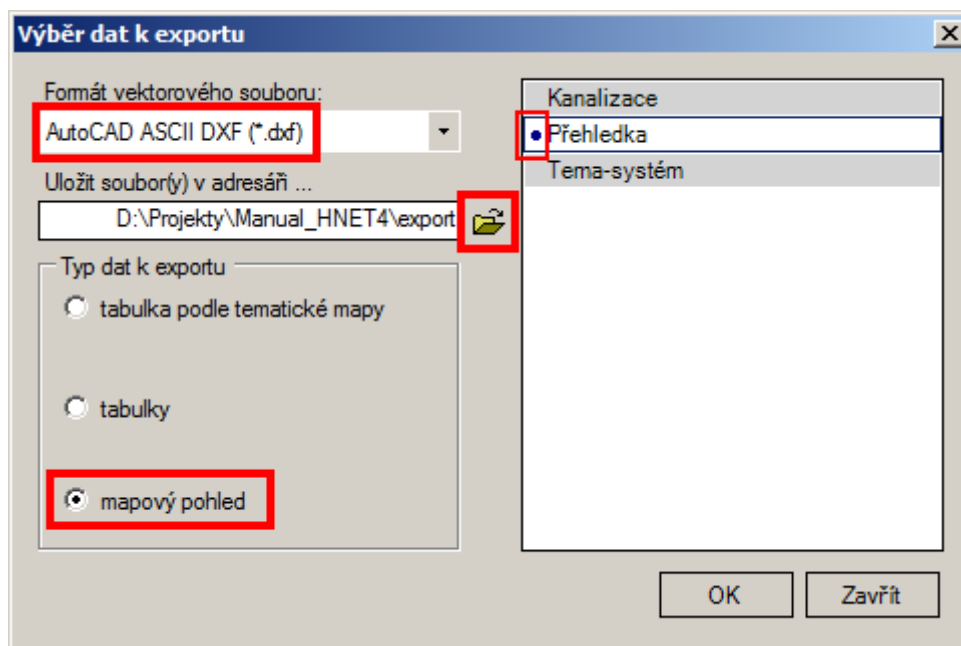 Výběr dat k exportu
Formát vektorového souboru:
AutoCAD ASCII DXF (*.dxf)
Uložit soubor(y) v adresáři ...
D:\Projekty\Manual_HNET4\export
Typ dat k exportu
tabulka podle tematické mapy
tabulky
mapový pohled
Kanalizace
Přehledka
Tema-systém
OK
Zavřít